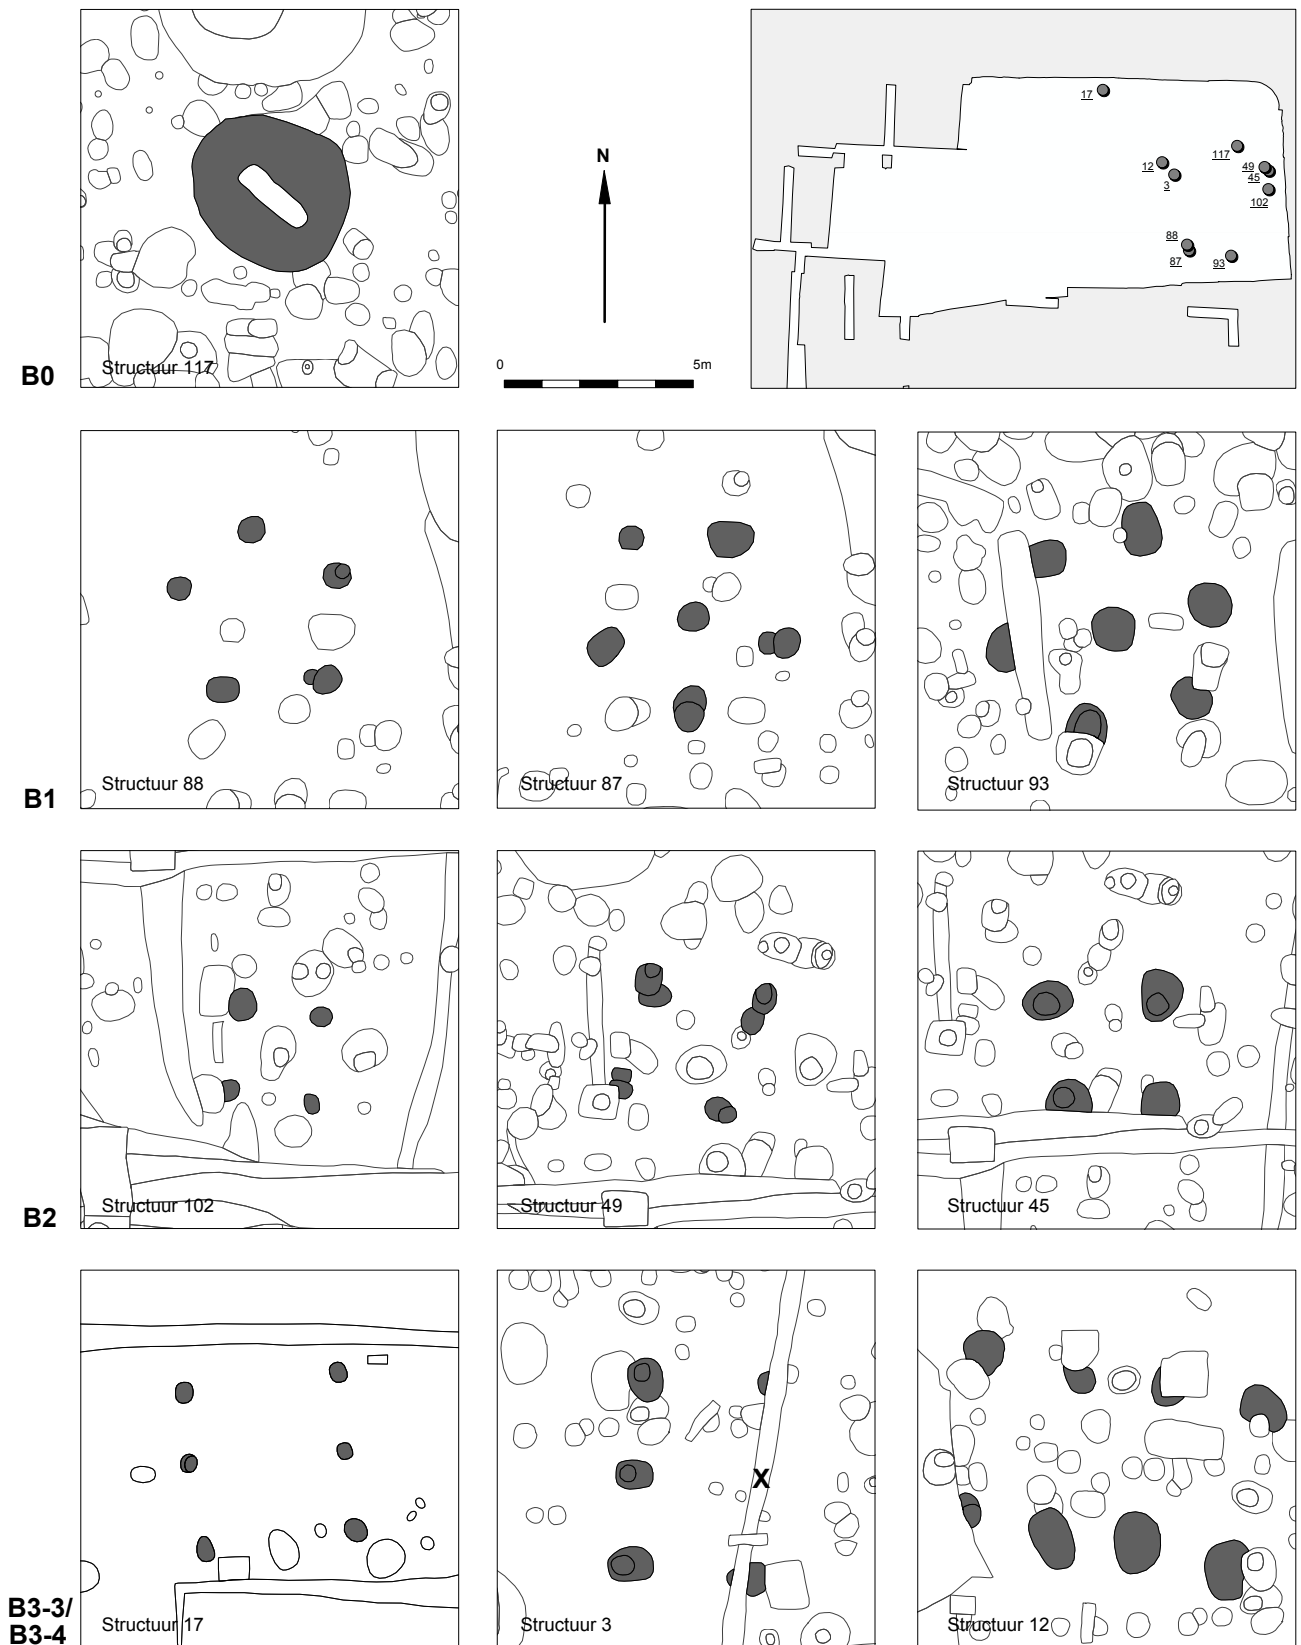 B0
Structuur 117
N
0 5m
17
117
12
3
49
45
102
88
87
93
B1
Structuur 88
Structuur 87
Structuur 93
B2
Structuur 102
Structuur 49
Structuur 45
B3-3/
B3-4
Structuur 17
X
Structuur 3
Structuur 12